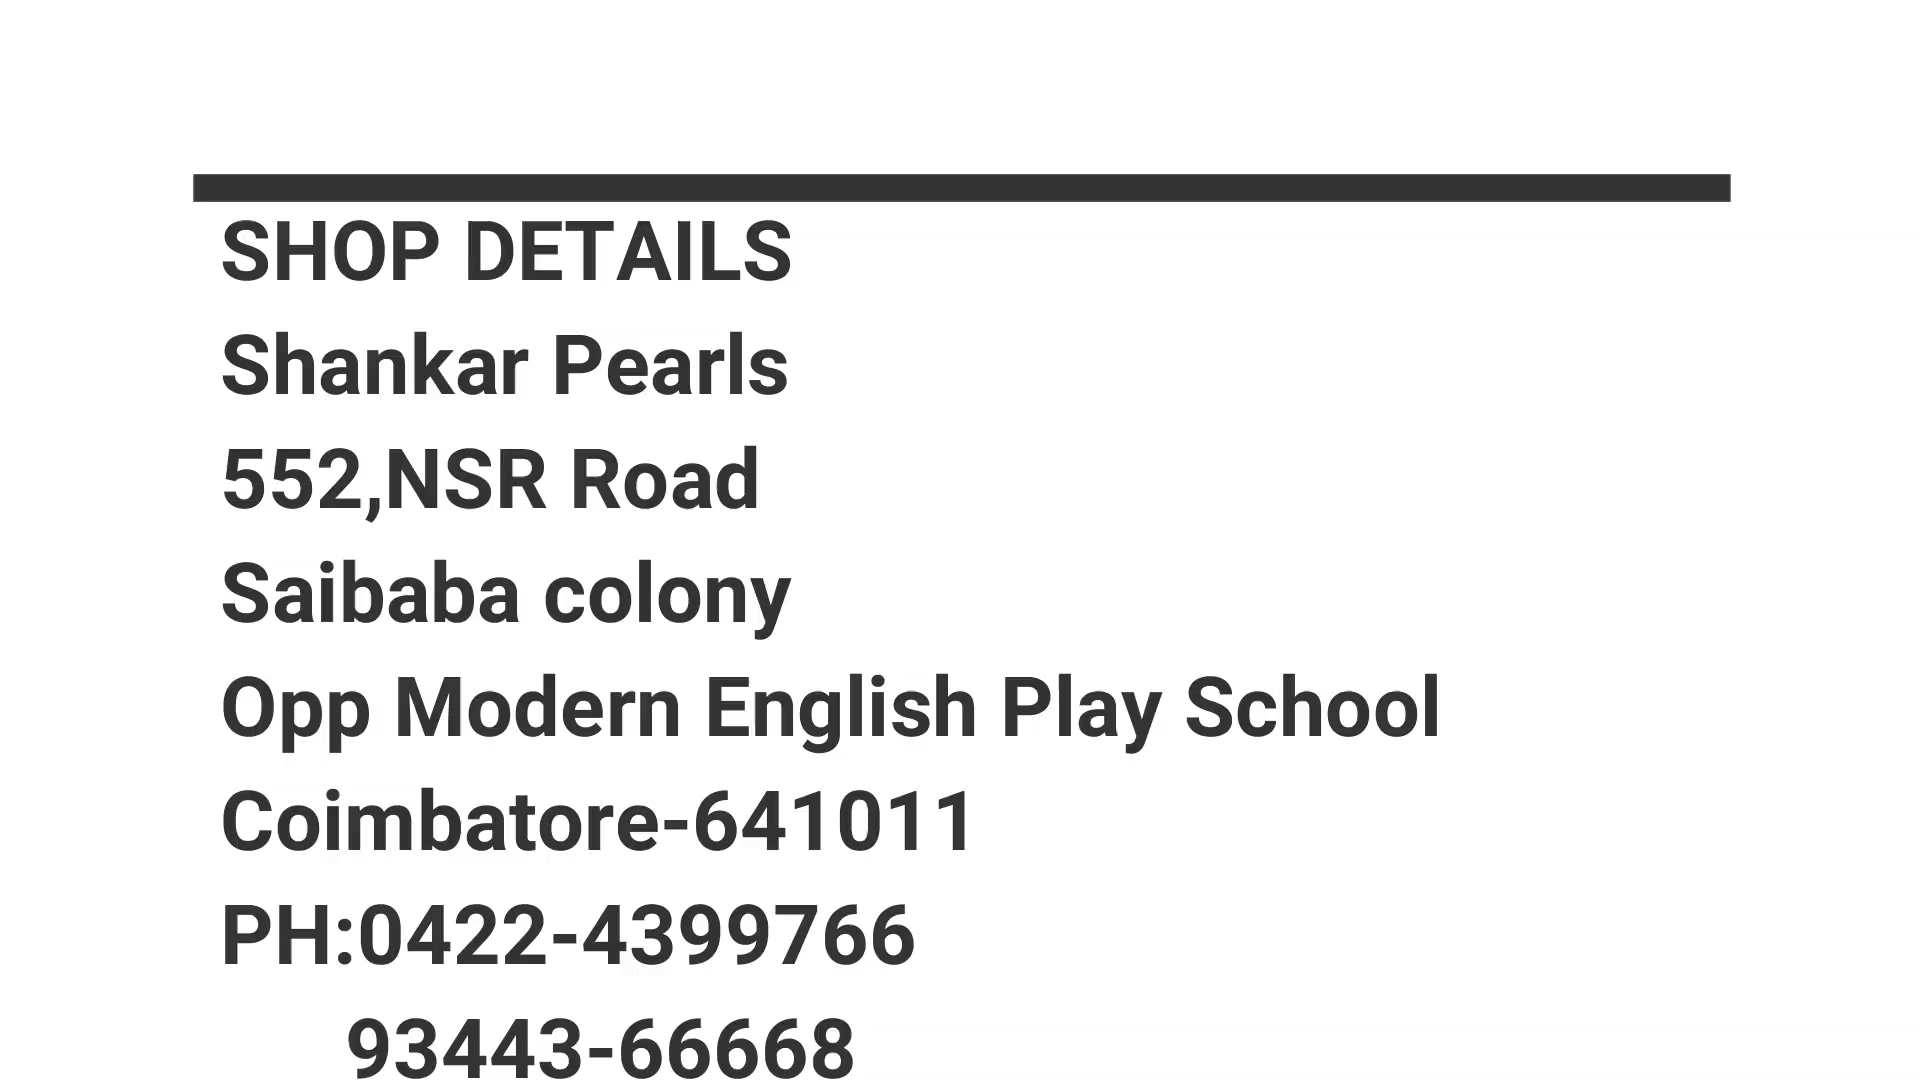 SHOP DETAILS
Shankar Pearls
552,NSR Road
Saibaba colony
Opp Modern English Play School
Coimbatore-641011
PH:0422-4399766
93443-66668